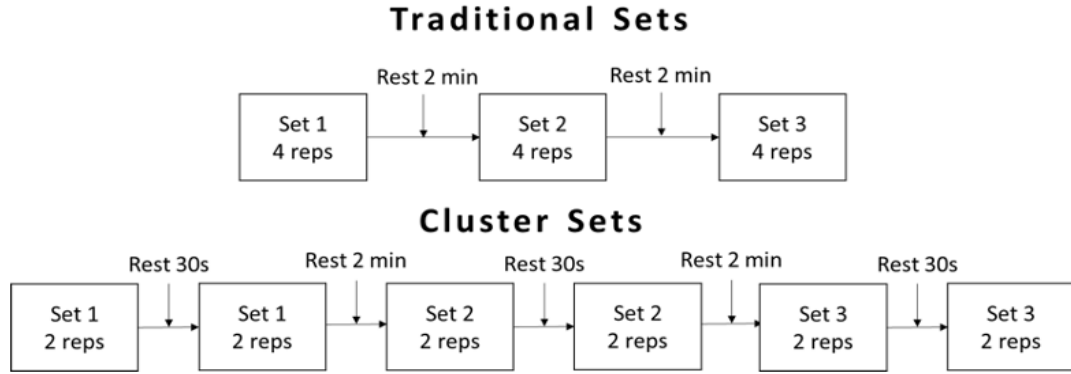 Traditional Sets
Rest 2 min
Rest 2 min
Set 1
4 reps
Set 2
4 reps
Set 3
4 reps
Cluster Sets
Rest 30s
Rest 2 min
Rest 30s
Rest 2 min
Rest 30s
Set 1
2 reps
Set 1
2 reps
Set 2
2 reps
Set 2
2 reps
Set 3
2 reps
Set 3
2 reps